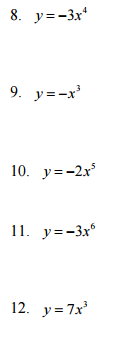 8. y = −3x⁴
9. y = −x³
10. y = −2x⁵
11. y = −3x⁶
12. y = 7x³